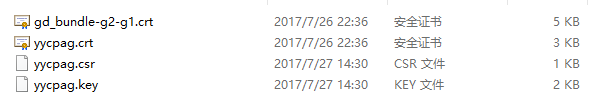 gd_bundle-g2-g1.crt 2017/7/26 22:36 安全证书 5 KB
yycpag.crt 2017/7/26 22:36 安全证书 3 KB
yycpag.csr 2017/7/27 14:30 CSR 文件 1 KB
yycpag.key 2017/7/27 14:30 KEY 文件 2 KB